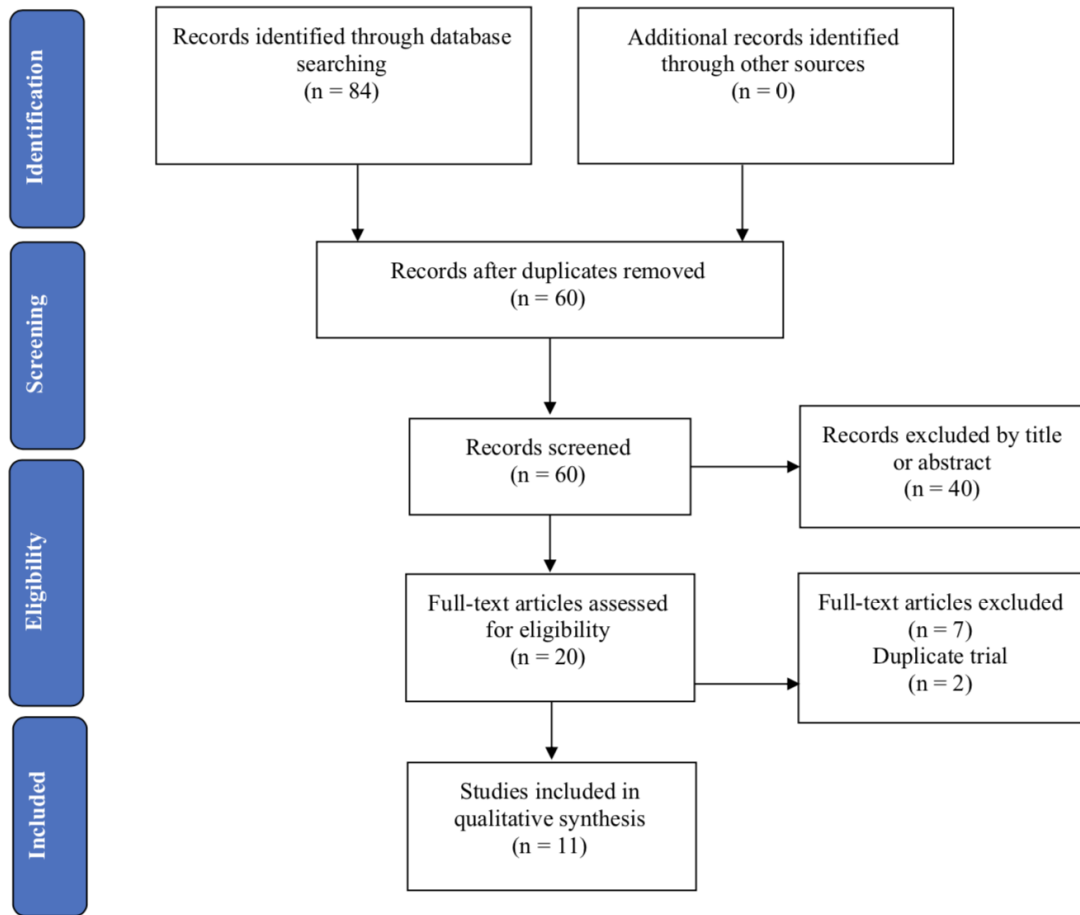 Identification
Records identified through database
searching
(n = 84)
Additional records identified
through other sources
(n = 0)
Screening
Records after duplicates removed
(n = 60)
Records screened
(n = 60)
Records excluded by title
or abstract
(n = 40)
Eligibility
Full-text articles assessed
for eligibility
(n = 20)
Full-text articles excluded
(n = 7)
Duplicate trial
(n = 2)
Included
Studies included in
qualitative synthesis
(n = 11)